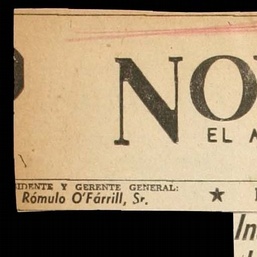 NO
EL A
IDENTE Y GERENTE GENERAL:
Rómulo O'Fárrill, Sr.
★
In